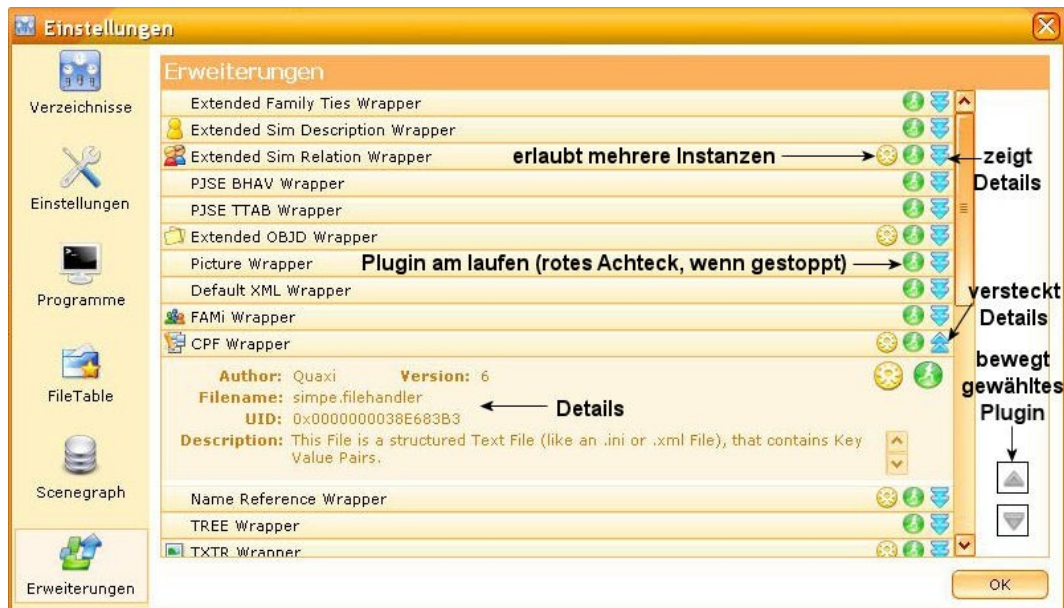 Einstellungen
Verzeichnisse
Einstellungen
Programme
FileTable
Scenegraph
Erweiterungen
Erweiterungen
Extended Family Ties Wrapper
Extended Sim Description Wrapper
Extended Sim Relation Wrapper
erlaubt mehrere Instanzen
zeigt
Details
PJSE BHAV Wrapper
PJSE TTAB Wrapper
Extended OBJD Wrapper
Picture Wrapper
Plugin am laufen (rotes Achteck, wenn gestoppt)
Default XML Wrapper
versteckt
Details
FAMi Wrapper
CPF Wrapper
bewegt
gewähltes
Plugin
Author: Quaxi Version: 6
Filename: simpe.filehandler
UID: 0x0000000038E683B3
Details
Description: This File is a structured Text File (like an .ini or .xml File), that contains Key
Value Pairs.
Name Reference Wrapper
TREE Wrapper
TXTR Wrapper
OK